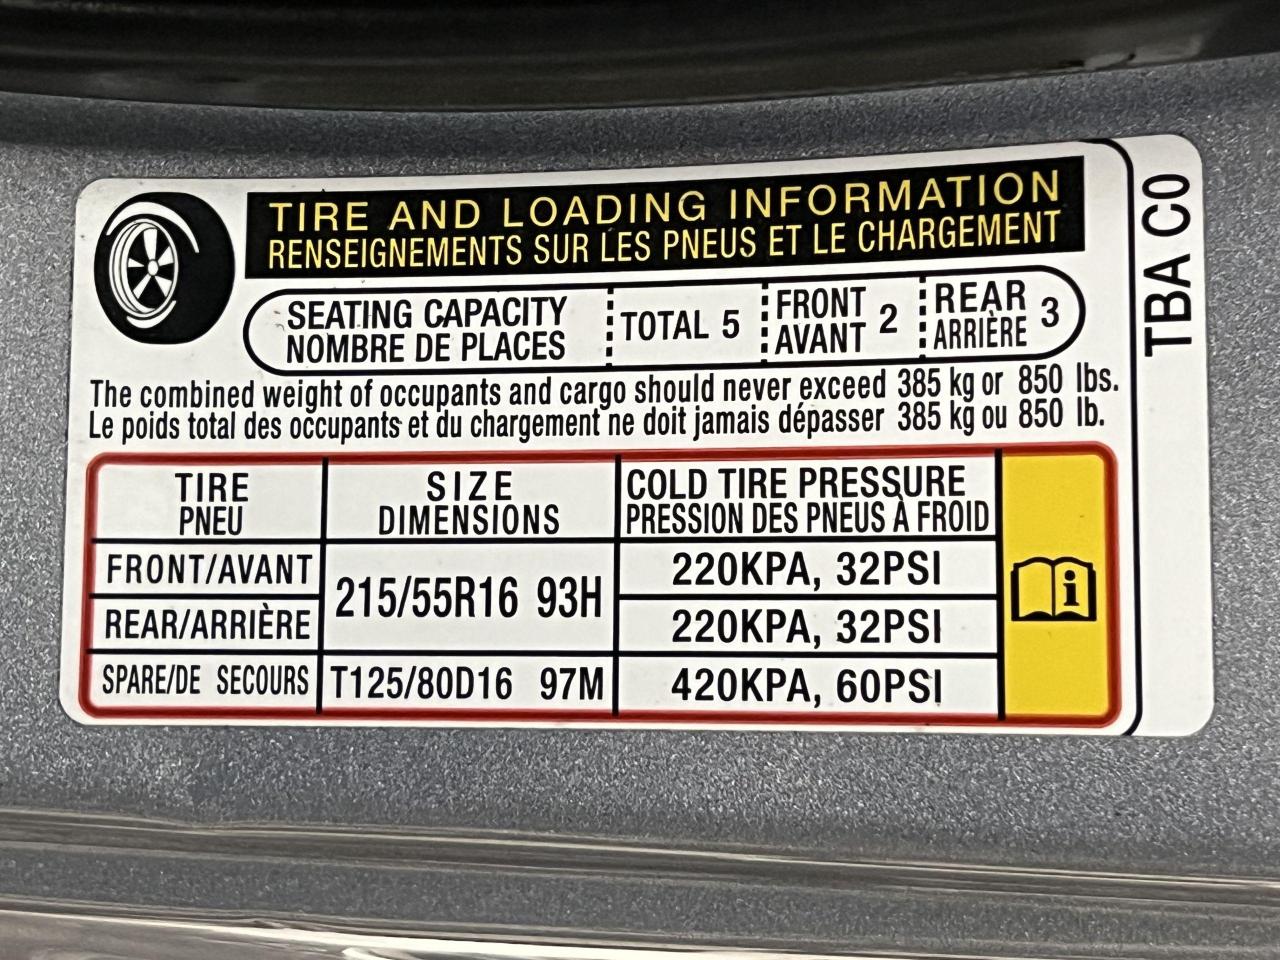 TIRE AND LOADING INFORMATION
RENSEIGNEMENTS SUR LES PNEUS ET LE CHARGEMENT
SEATING CAPACITY
NOMBRE DE PLACES
TOTAL 5
FRONT
AVANT
2
REAR
ARRIÈRE
3
The combined weight of occupants and cargo should never exceed 385 kg or 850 lbs.
Le poids total des occupants et du chargement ne doit jamais dépasser 385 kg ou 850 lb.
TIRE
PNEU
SIZE
DIMENSIONS
COLD TIRE PRESSURE
PRESSION DES PNEUS À FROID
FRONT/AVANT
215/55R16 93H
220KPA, 32PSI
REAR/ARRIÈRE
220KPA, 32PSI
SPARE/DE SECOURS
T125/80D16 97M
420KPA, 60PSI
TBA C0